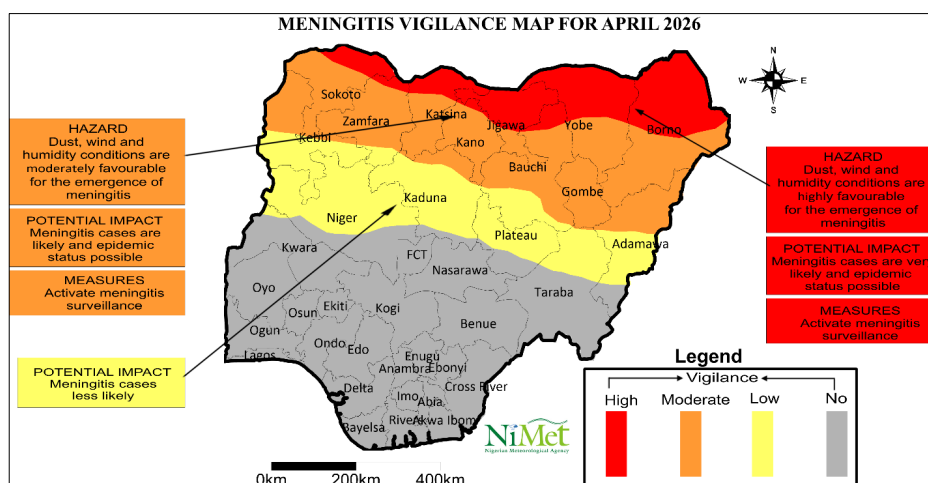 MENINGITIS VIGILANCE MAP FOR APRIL 2026
N
W E
S
HAZARD
Dust, wind and
humidity conditions are
moderately favourable
for the emergence of
meningitis
POTENTIAL IMPACT
Meningitis cases are
likely and epidemic
status possible
MEASURES
Activate meningitis
surveillance
POTENTIAL IMPACT
Meningitis cases
less likely
Sokoto
Zamfara
Katsina
Kebbi
Kano
Jigawa
Yobe
Borno
Bauchi
Gombe
Kaduna
Niger
Plateau
Adamawa
Kwara
FCT
Nasarawa
Oyo
Taraba
Osun
Ekiti
Kogi
Benue
Ogun
Lagos
Ondo
Edo
Enugu
Anambra
Ebonyi
Delta
Imo
Abia
Cross River
Bayelsa
Rivers
Akwa Ibom
HAZARD
Dust, wind and
humidity conditions are
highly favourable
for the emergence of
meningitis
POTENTIAL IMPACT
Meningitis cases are ver
likely and epidemic
status possible
MEASURES
Activate meningitis
surveillance
NiMet
Nigerian Meteorological Agency
Legend
Vigilance
High Moderate Low No
0km 200km 400km